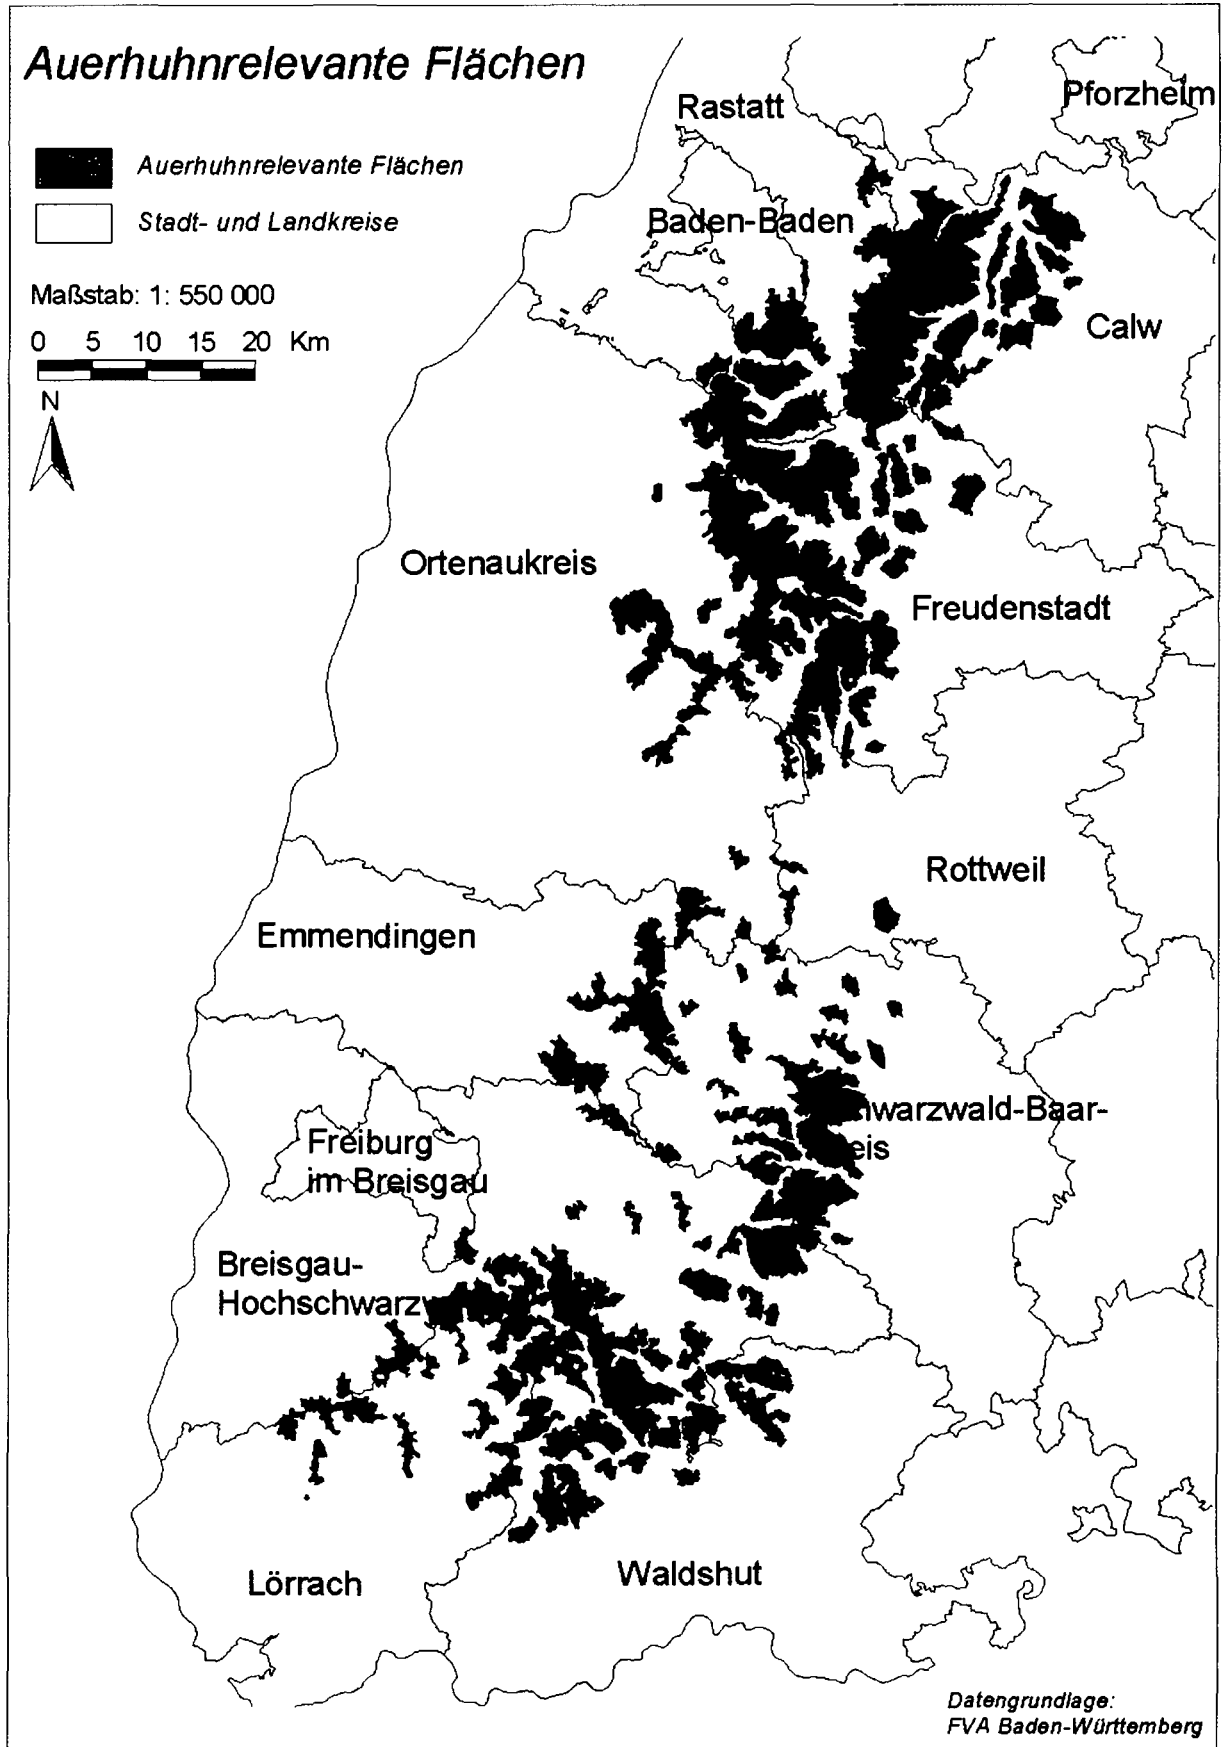 Auerhuhnrelevante Flächen
Auerhuhnrelevante Flächen
Stadt- und Landkreise
Maßstab: 1: 550 000
0 5 10 15 20 Km
N
Pforzheim
Rastatt
Baden-Baden
Calw
Ortenaukreis
Freudenstadt
Rottweil
Emmendingen
hwarzwald-Baar-
eis
Freiburg
im Breisgau
Breisgau-
Hochschwarzw
Lörrach
Waldshut
Datengrundlage:
FVA Baden-Württemberg